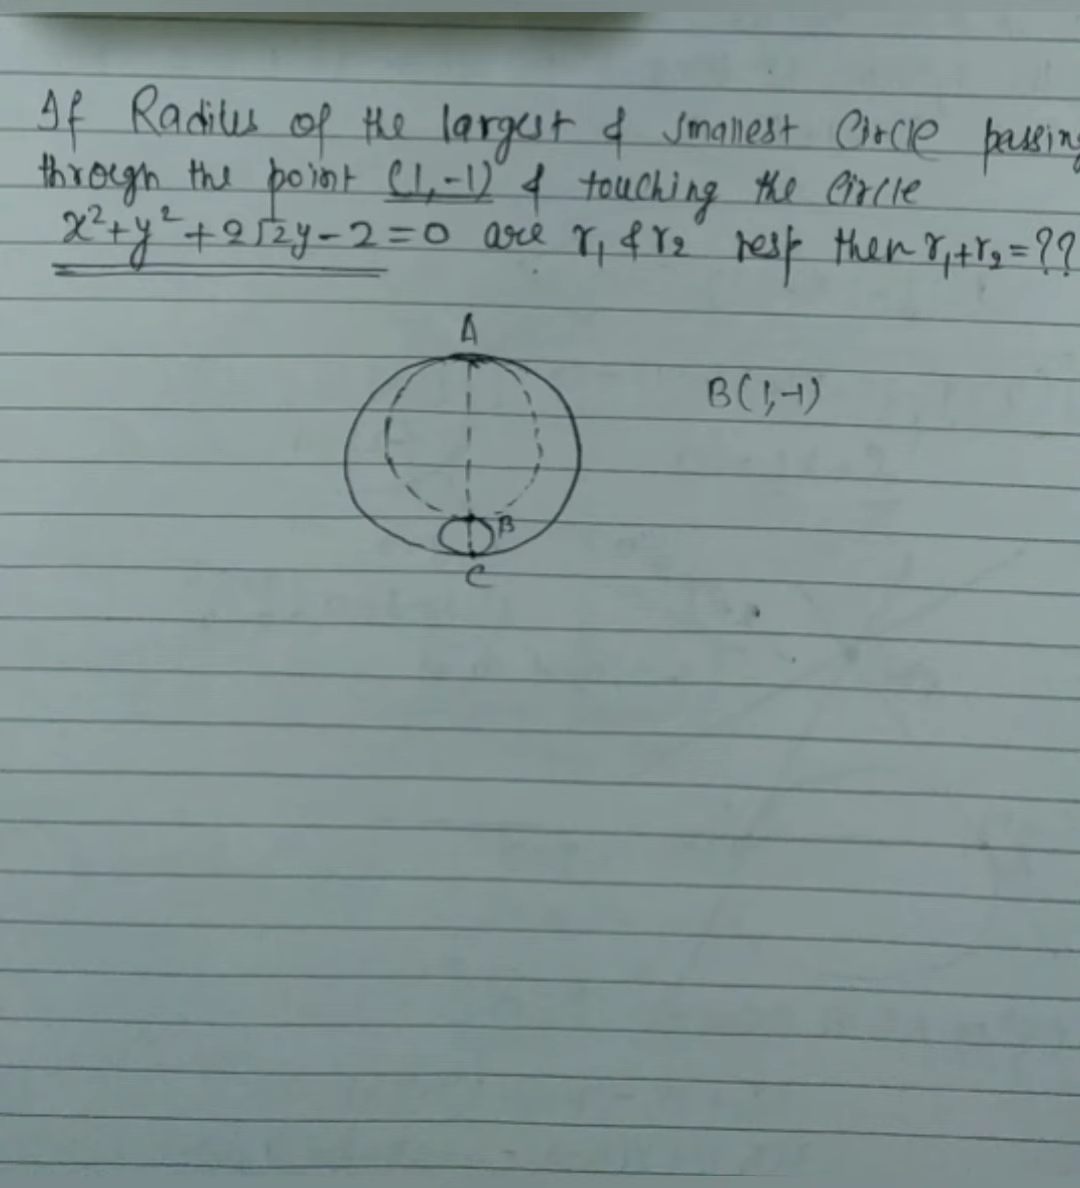 If Radius of the largest & smallest Circle passing
through the point (1,-1) & touching the Circle
x²+y²+2√2y-2=0 are r₁ & r₂ resp then r₁+r₂=??
A
B(1,-1)
B
C